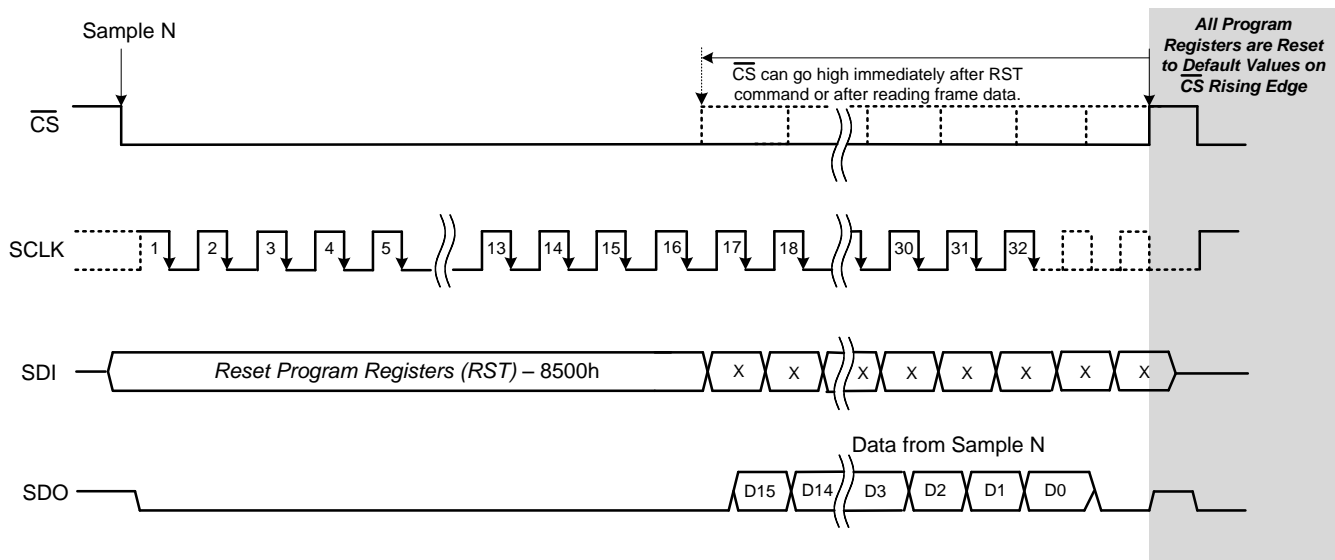 Sample N
All Program
Registers are Reset
to Default Values on
CS Rising Edge
CS can go high immediately after RST
command or after reading frame data.
CS
SCLK
1 2 3 4 5 13 14 15 16 17 18 30 31 32
SDI
Reset Program Registers (RST) – 8500h
X X X X X X X X
Data from Sample N
SDO
D15 D14 D3 D2 D1 D0